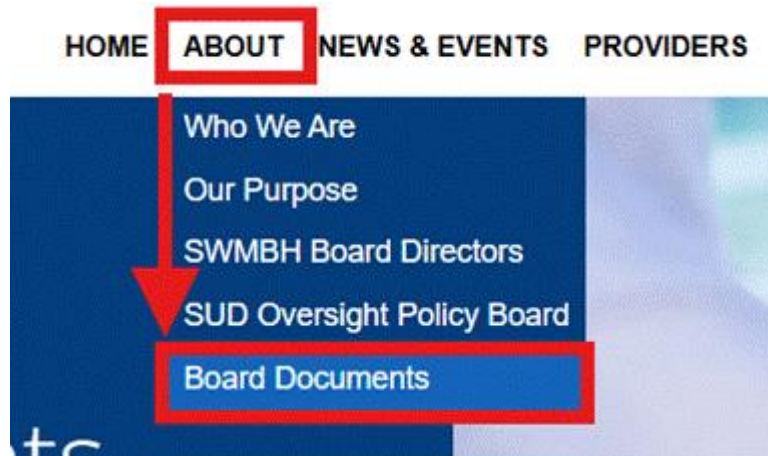 HOME ABOUT NEWS & EVENTS PROVIDERS
Who We Are
Our Purpose
SWMBH Board Directors
SUD Oversight Policy Board
Board Documents